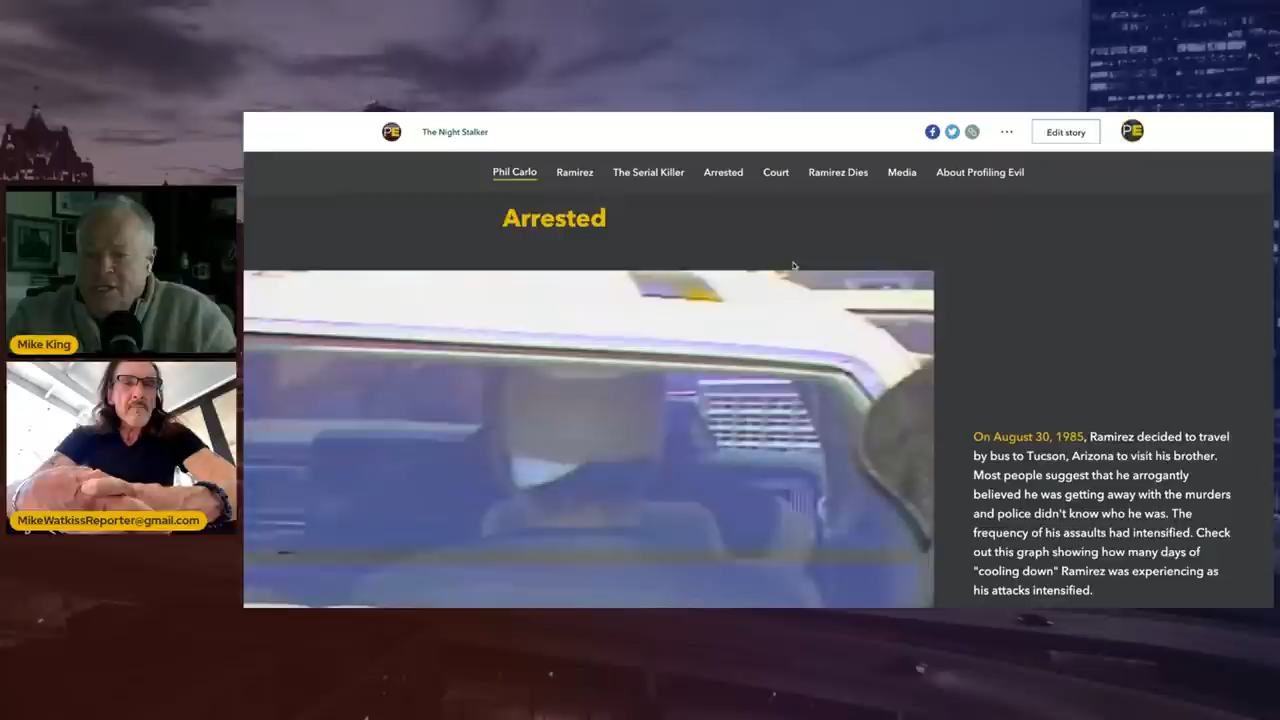 PE
The Night Stalker
Edit story
PE
Phil Carlo
Ramirez
The Serial Killer
Arrested
Court
Ramirez Dies
Media
About Profiling Evil
Arrested
On August 30, 1985, Ramirez decided to travel
by bus to Tucson, Arizona to visit his brother.
Most people suggest that he arrogantly
believed he was getting away with the murders
and police didn't know who he was. The
frequency of his assaults had intensified. Check
out this graph showing how many days of
"cooling down" Ramirez was experiencing as
his attacks intensified.
Mike King
MikeWatkissReporter@gmail.com